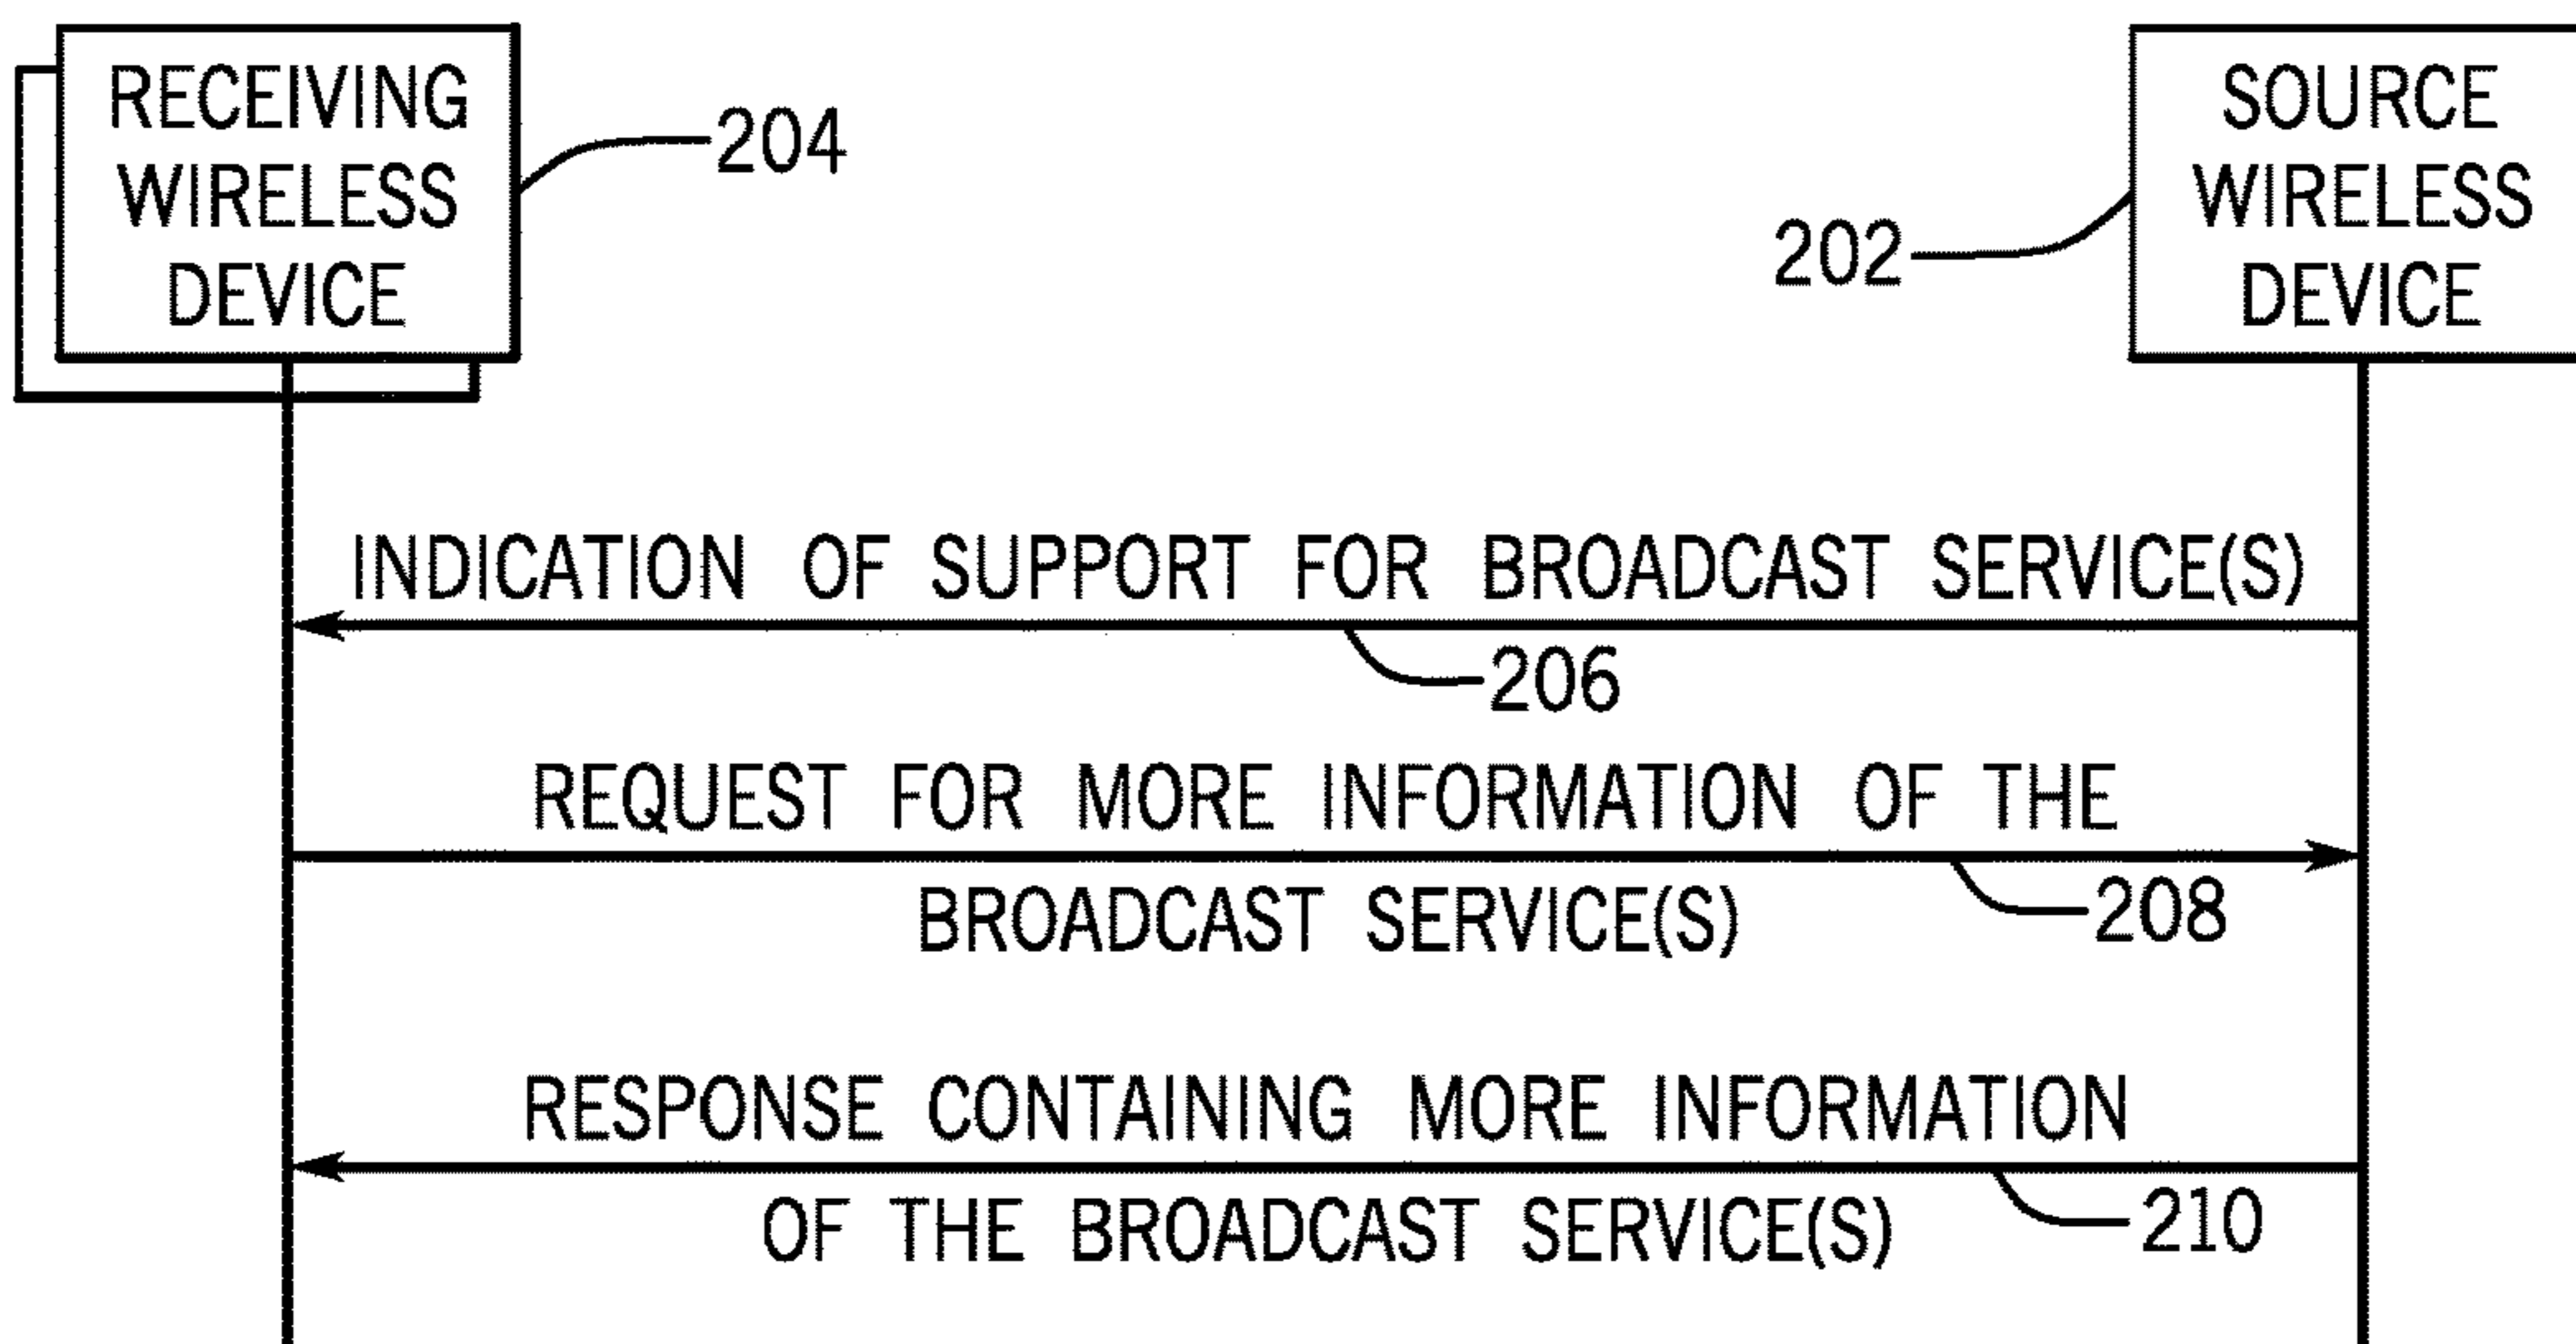 RECEIVING
WIRELESS
DEVICE
204
SOURCE
WIRELESS
DEVICE
202
INDICATION OF SUPPORT FOR BROADCAST SERVICE(S)
206
REQUEST FOR MORE INFORMATION OF THE
BROADCAST SERVICE(S)
208
RESPONSE CONTAINING MORE INFORMATION
OF THE BROADCAST SERVICE(S)
210